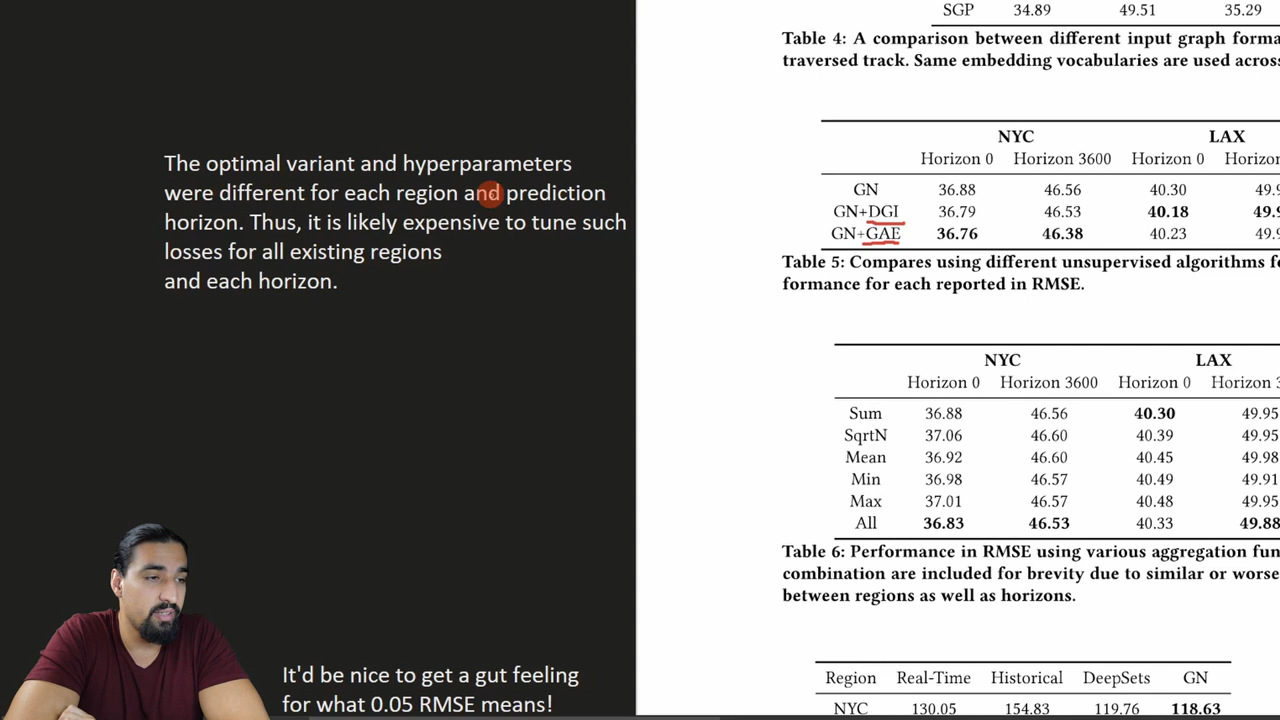 The optimal variant and hyperparameters
were different for each region and prediction
horizon. Thus, it is likely expensive to tune such
losses for all existing regions
and each horizon.
It'd be nice to get a gut feeling
for what 0.05 RMSE means!
SGP 34.89 49.51 35.29
Table 4: A comparison between different input graph forma
traversed track. Same embedding vocabularies are used across
NYC LAX
Horizon 0 Horizon 3600 Horizon 0 Horizo
GN 36.88 46.56 40.30 49.9
GN+DGI 36.79 46.53 40.18 49.9
GN+GAE 36.76 46.38 40.23 49.9
Table 5: Compares using different unsupervised algorithms fo
formance for each reported in RMSE.
NYC LAX
Horizon 0 Horizon 3600 Horizon 0 Horizon 3
Sum 36.88 46.56 40.30 49.95
SqrtN 37.06 46.60 40.39 49.95
Mean 36.92 46.60 40.45 49.98
Min 36.98 46.57 40.49 49.91
Max 37.01 46.57 40.48 49.95
All 36.83 46.53 40.33 49.88
Table 6: Performance in RMSE using various aggregation fun
combination are included for brevity due to similar or worse
between regions as well as horizons.
Region Real-Time Historical DeepSets GN
NYC 130.05 154.83 119.76 118.63